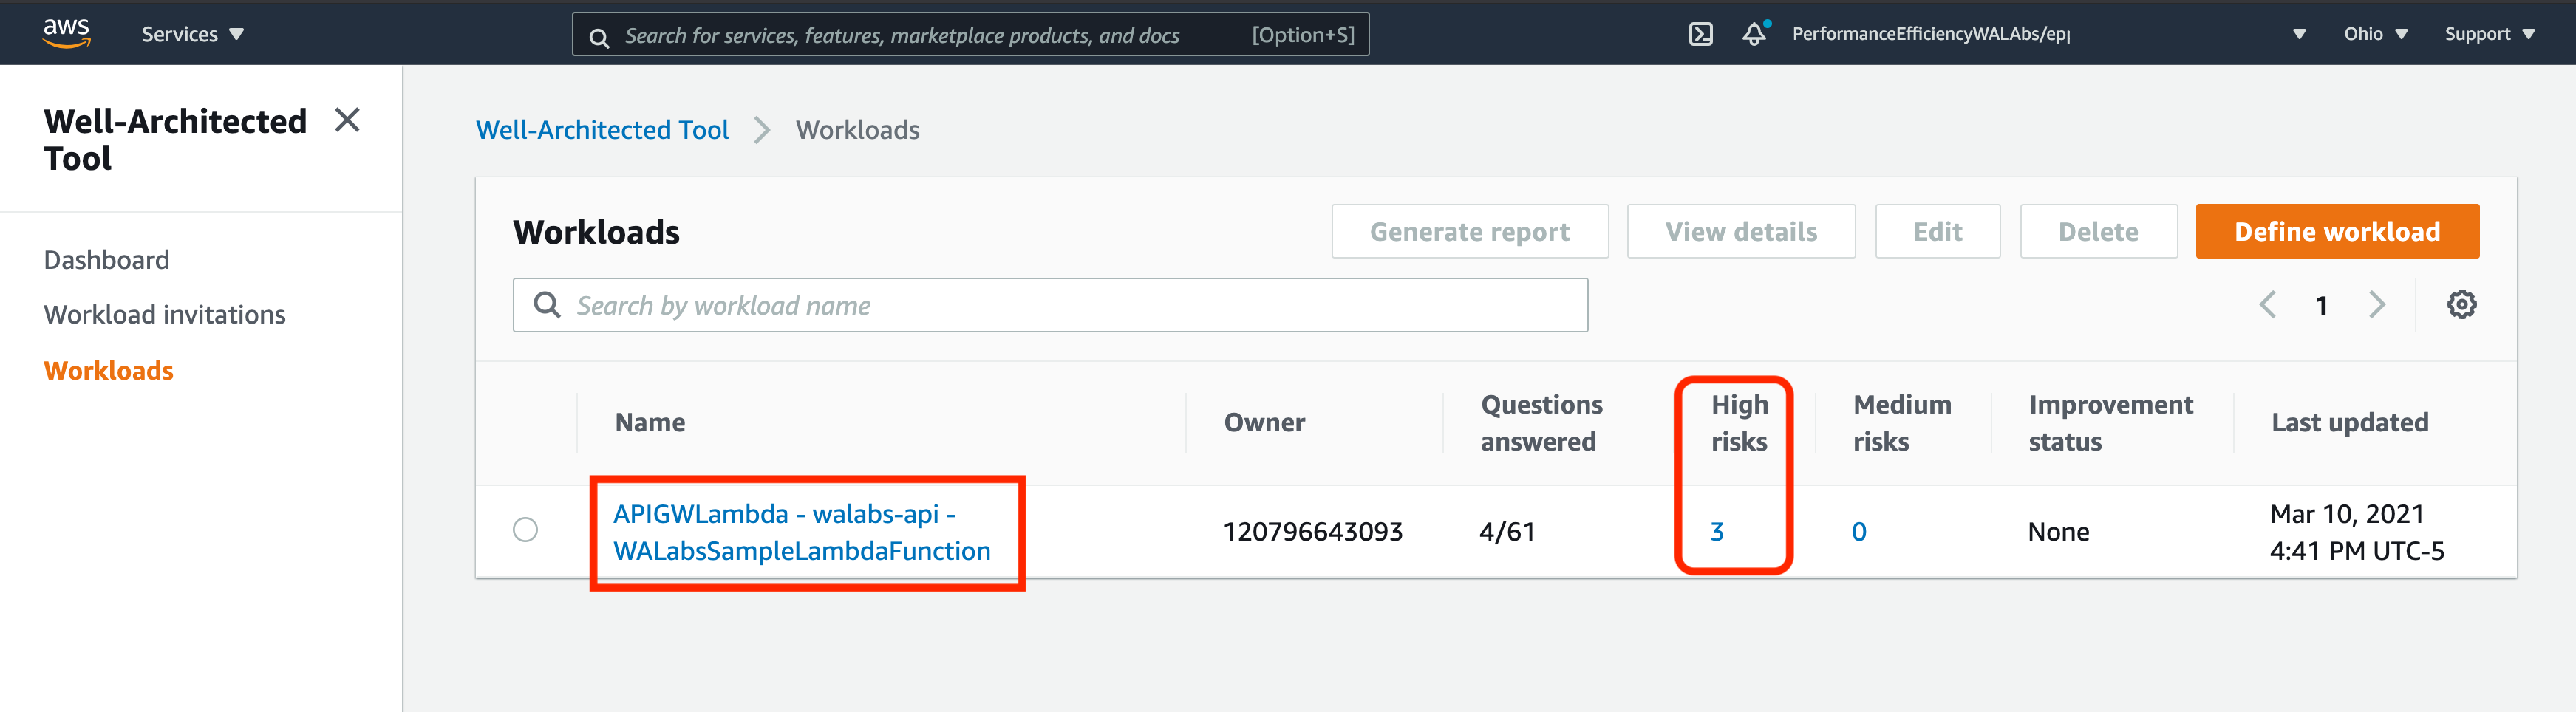 aws
Services
Search for services, features, marketplace products, and docs [Option+S]
PerformanceEfficiencyWALAbs/epp
Ohio
Support
Well-Architected
Tool
Dashboard
Workload invitations
Workloads
Well-Architected Tool
Workloads
Workloads
Generate report
View details
Edit
Delete
Define workload
Search by workload name
1
Name
Owner
Questions
answered
High
risks
Medium
risks
Improvement
status
Last updated
APIGWLambda - walabs-api -
WALabsSampleLambdaFunction
120796643093
4/61
3
0
None
Mar 10, 2021
4:41 PM UTC-5